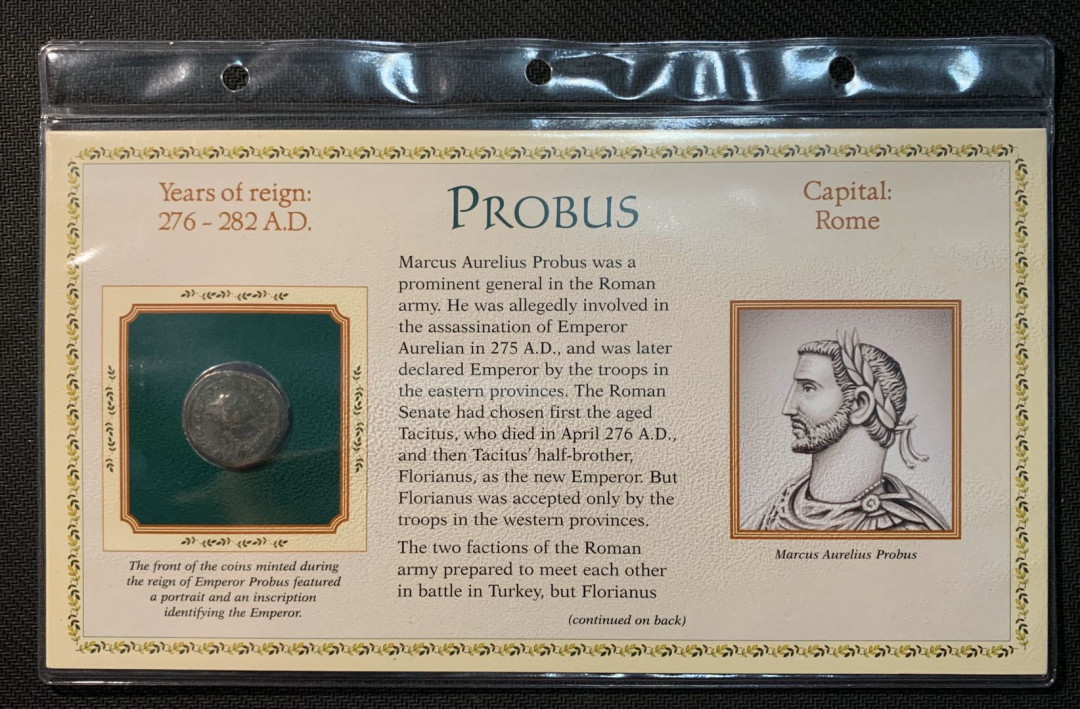 Years of reign:
276 – 282 A.D.
PROBUS
Capital:
Rome
Marcus Aurelius Probus was a
prominent general in the Roman
army. He was allegedly involved in
the assassination of Emperor
Aurelian in 275 A.D., and was later
declared Emperor by the troops in
the eastern provinces. The Roman
Senate had chosen first the aged
Tacitus, who died in April 276 A.D.,
and then Tacitus' half-brother,
Florianus, as the new Emperor. But
Florianus was accepted only by the
troops in the western provinces.
The two factions of the Roman
army prepared to meet each other
in battle in Turkey, but Florianus
(continued on back)
The front of the coins minted during
the reign of Emperor Probus featured
a portrait and an inscription
identifying the Emperor.
Marcus Aurelius Probus